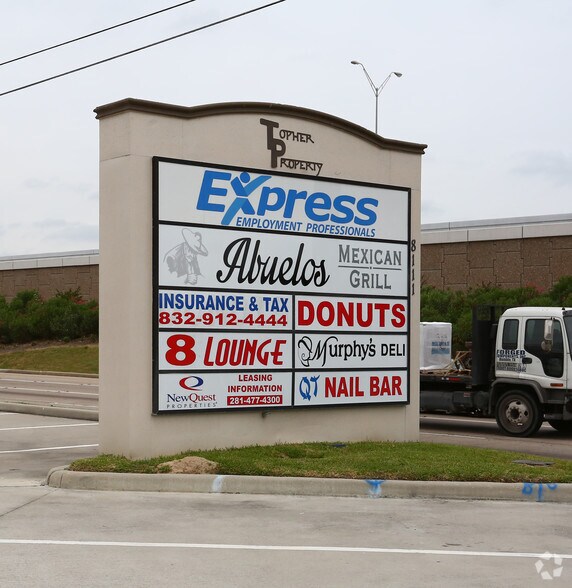 TOPHER
PROPERTY
Express
EMPLOYMENT PROFESSIONALS
Abuelos MEXICAN
GRILL
INSURANCE & TAX
832-912-4444
DONUTS
8 LOUNGE
Murphy's DELI
NewQuest
PROPERTIES
LEASING
INFORMATION
281-477-4300
QT NAIL BAR
FORGED